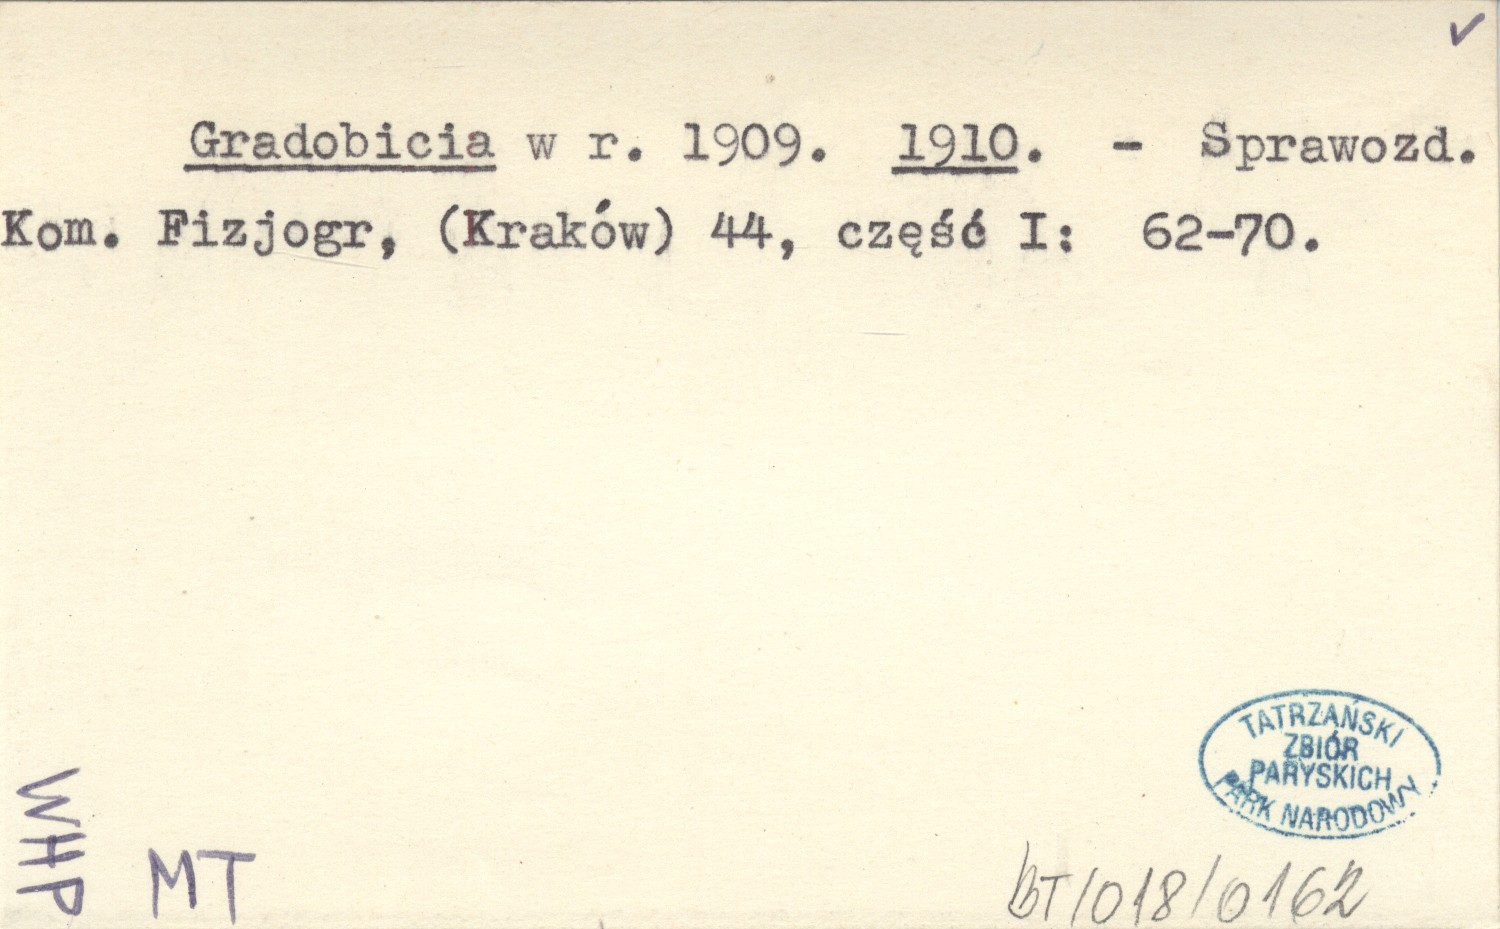 Gradobicia w r. 1909. 1910. - Sprawozd.
Kom. Fizjogr, (Kraków) 44, część I: 62-70.
TATRZAŃSKI
ZBIÓR
PARYSKICH
PARK NARODOWY
WHP
MT
BT/018/0162